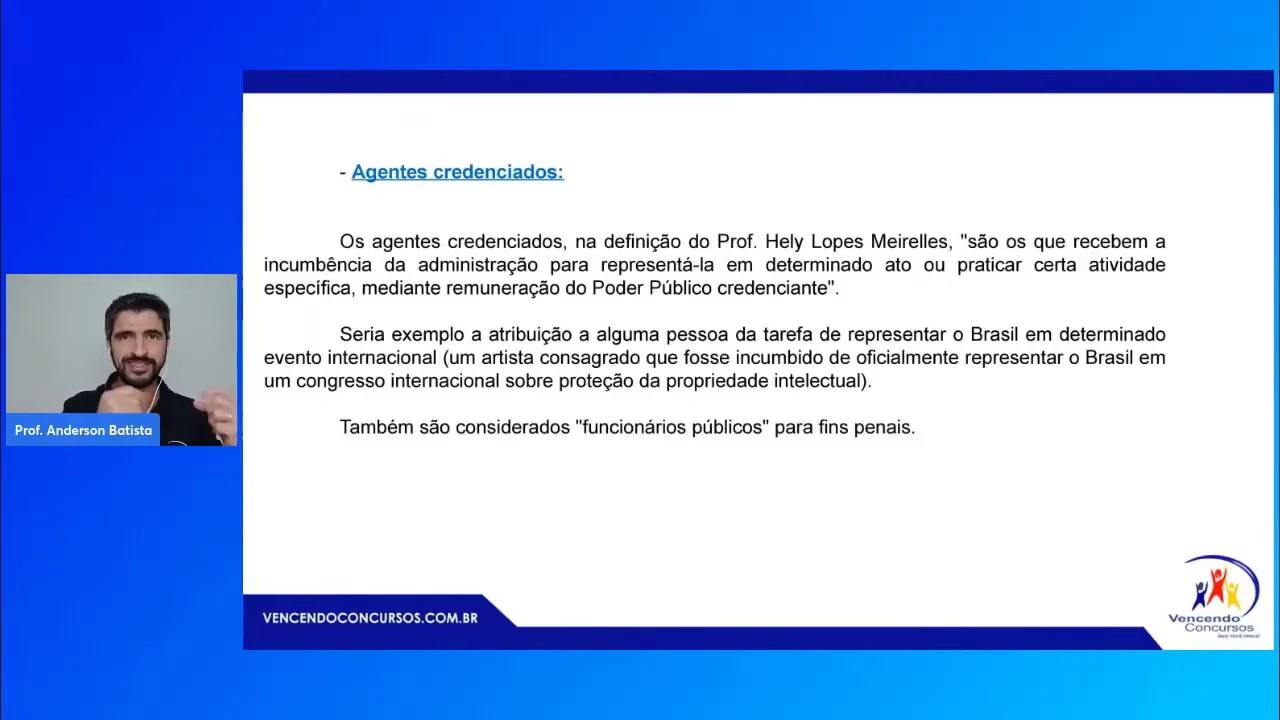 - Agentes credenciados:
Os agentes credenciados, na definição do Prof. Hely Lopes Meirelles, "são os que recebem a
incumbência da administração para representá-la em determinado ato ou praticar certa atividade
específica, mediante remuneração do Poder Público credenciante".
Seria exemplo a atribuição a alguma pessoa da tarefa de representar o Brasil em determinado
evento internacional (um artista consagrado que fosse incumbido de oficialmente representar o Brasil em
um congresso internacional sobre proteção da propriedade intelectual).
Também são considerados "funcionários públicos" para fins penais.
Prof. Anderson Batista
VENCENDOCONCURSOS.COM.BR
Vencendo
Concursos